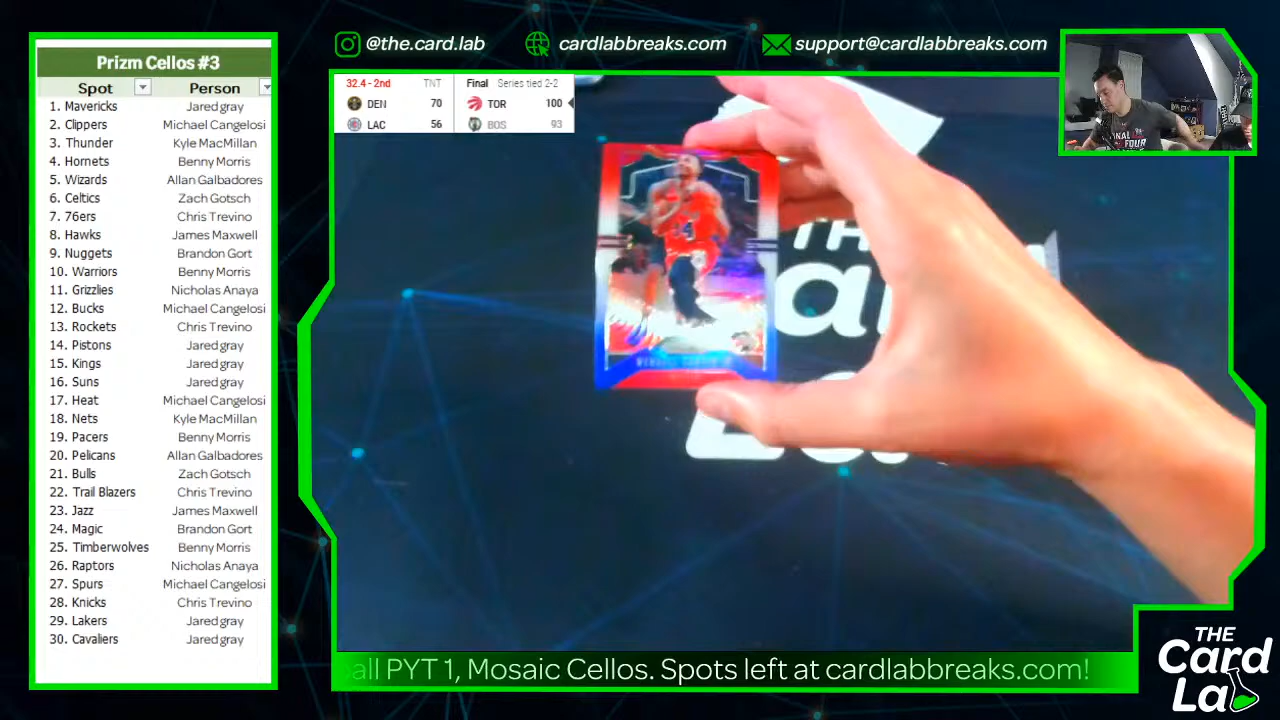 Prizm Cellos #3
Spot Person
1. Mavericks Jared gray
2. Clippers Michael Cangelosi
3. Thunder Kyle MacMillan
4. Hornets Benny Morris
5. Wizards Allan Galbadores
6. Celtics Zach Gotsch
7. 76ers Chris Trevino
8. Hawks James Maxwell
9. Nuggets Brandon Gort
10. Warriors Benny Morris
11. Grizzlies Nicholas Anaya
12. Bucks Michael Cangelosi
13. Rockets Chris Trevino
14. Pistons Jared gray
15. Kings Jared gray
16. Suns Jared gray
17. Heat Michael Cangelosi
18. Nets Kyle MacMillan
19. Pacers Benny Morris
20. Pelicans Allan Galbadores
21. Bulls Zach Gotsch
22. Trail Blazers Chris Trevino
23. Jazz James Maxwell
24. Magic Brandon Gort
25. Timberwolves Benny Morris
26. Raptors Nicholas Anaya
27. Spurs Michael Cangelosi
28. Knicks Chris Trevino
29. Lakers Jared gray
30. Cavaliers Jared gray
@the.card.lab cardlabbreaks.com support@cardlabbreaks.com
32.4 - 2nd TNT Final Series tied 2-2
DEN 70 TOR 100
LAC 56 BOS 93
all PYT 1, Mosaic Cellos. Spots left at cardlabbreaks.com!
THE
Card
Lab